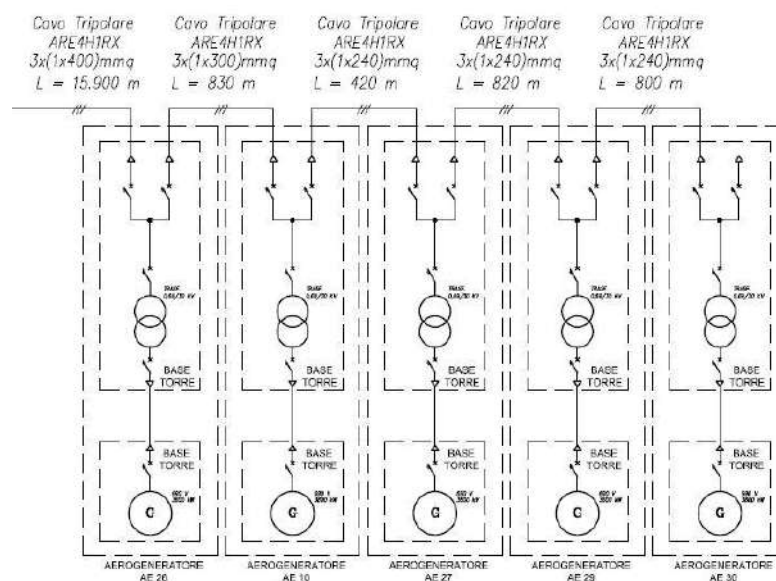 Cavo Tripolare
ARE4H1RX
3x(1x400)mmq
L = 15.900 m
Cavo Tripolare
ARE4H1RX
3x(1x300)mmq
L = 830 m
Cavo Tripolare
ARE4H1RX
3x(1x240)mmq
L = 420 m
Cavo Tripolare
ARE4H1RX
3x(1x240)mmq
L = 820 m
Cavo Tripolare
ARE4H1RX
3x(1x240)mmq
L = 800 m
BASE
TORRE
BASE
TORRE
BASE
TORRE
BASE
TORRE
BASE
TORRE
BASE
TORRE
G
BASE
TORRE
G
BASE
TORRE
G
BASE
TORRE
G
BASE
TORRE
G
AEROGENERATORE
AE 26
AEROGENERATORE
AE 10
AEROGENERATORE
AE 27
AEROGENERATORE
AE 29
AEROGENERATORE
AE 30